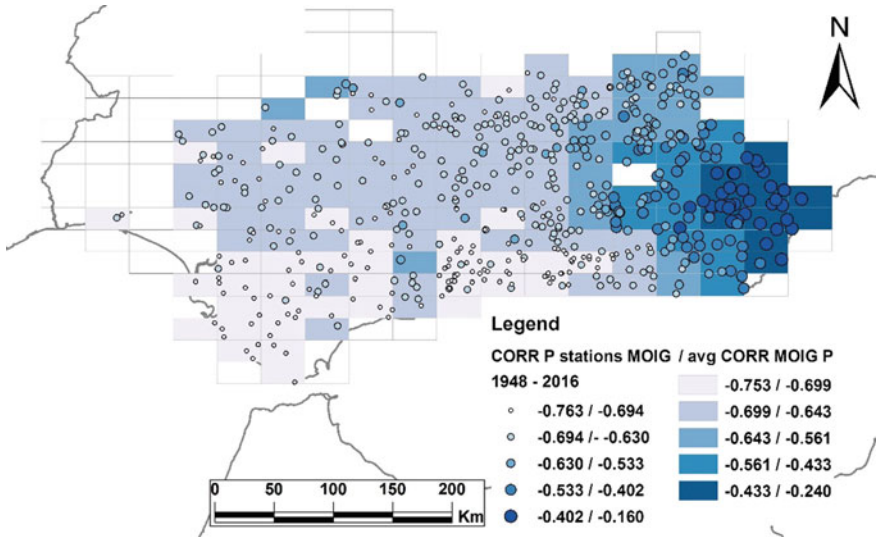 N
Legend
CORR P stations MOIG / avg CORR MOIG P
1948 - 2016
-0.763 / -0.694
-0.694 /- -0.630
-0.630 / -0.533
-0.533 / -0.402
-0.402 / -0.160
-0.753 / -0.699
-0.699 / -0.643
-0.643 / -0.561
-0.561 / -0.433
-0.433 / -0.240
0 50 100 150 200
Km